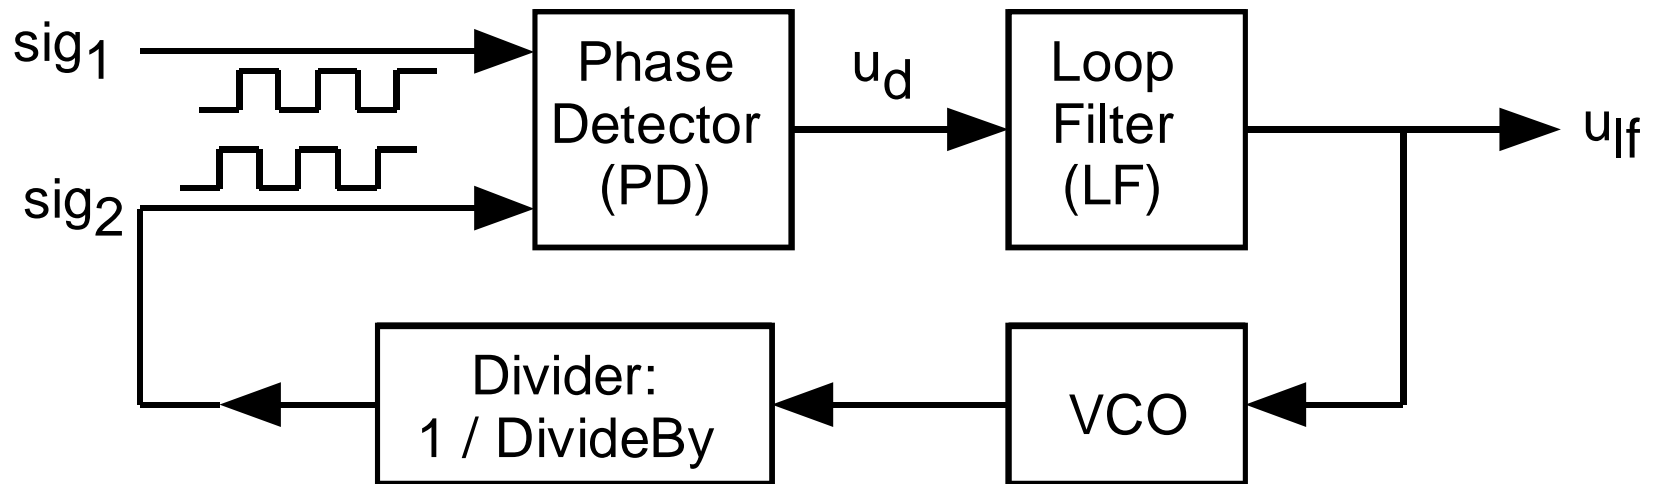 sig1
Phase
Detector
(PD)
ud
Loop
Filter
(LF)
ulf
sig2
Divider:
1 / DivideBy
VCO